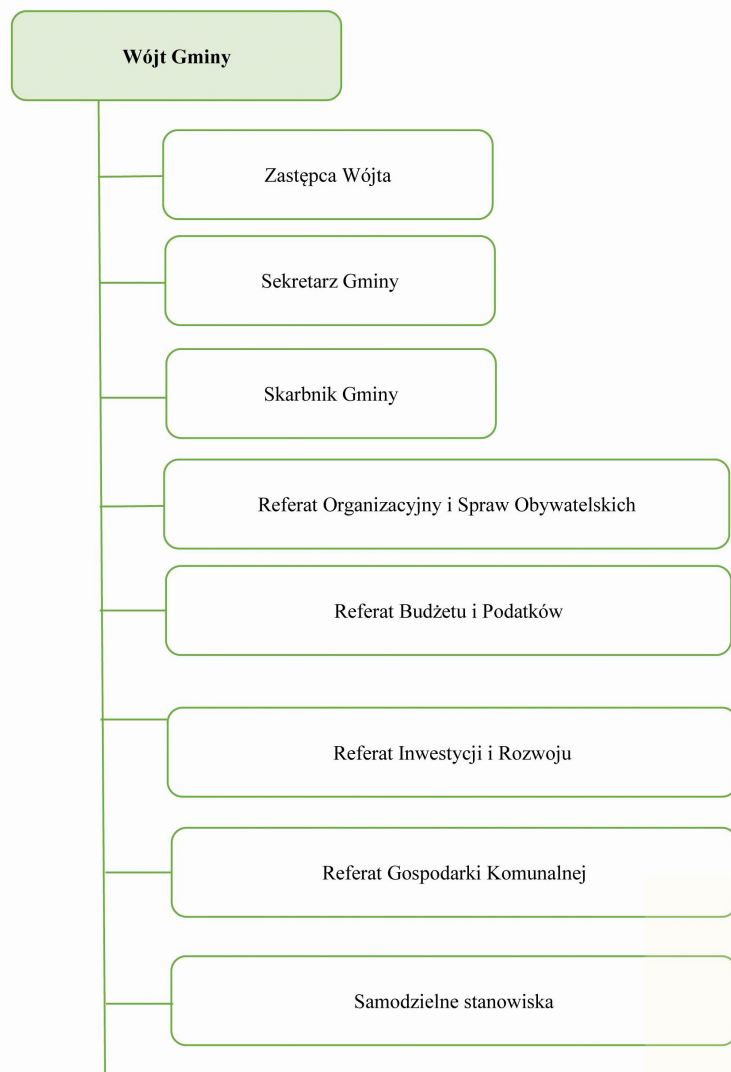 Wójt Gminy
Zastępca Wójta
Sekretarz Gminy
Skarbnik Gminy
Referat Organizacyjny i Spraw Obywatelskich
Referat Budżetu i Podatków
Referat Inwestycji i Rozwoju
Referat Gospodarki Komunalnej
Samodzielne stanowiska